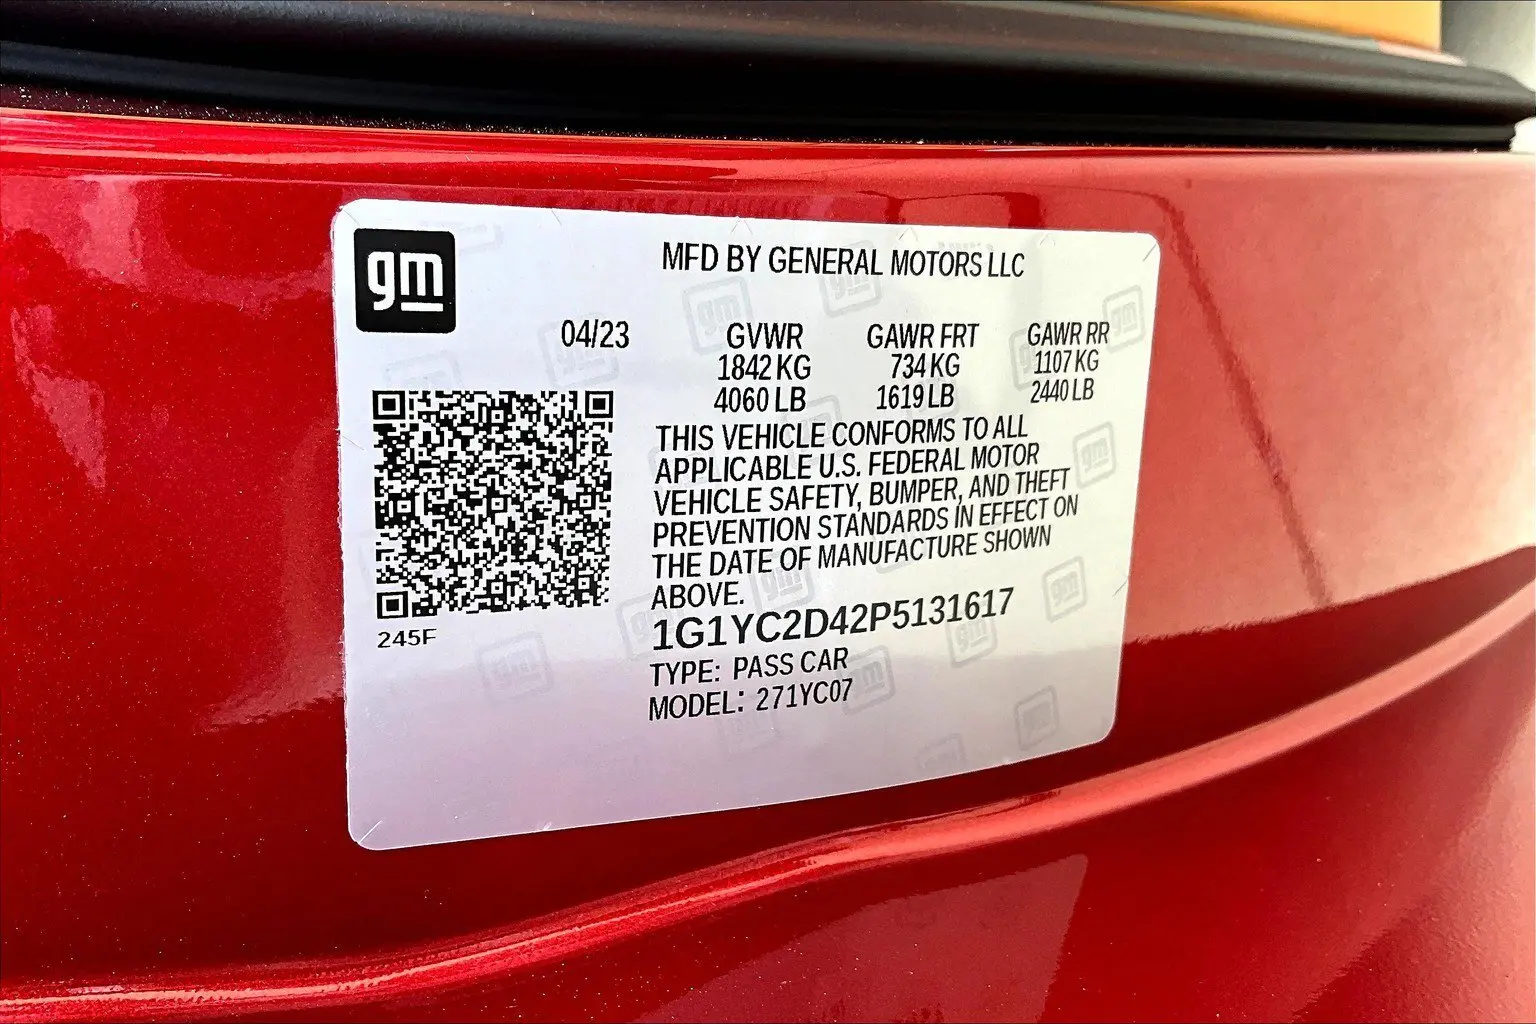 gm
MFD BY GENERAL MOTORS LLC
04/23 GVWR GAWR FRT GAWR RR
1842 KG 734 KG 1107 KG
4060 LB 1619 LB 2440 LB
THIS VEHICLE CONFORMS TO ALL
APPLICABLE U.S. FEDERAL MOTOR
VEHICLE SAFETY, BUMPER, AND THEFT
PREVENTION STANDARDS IN EFFECT ON
THE DATE OF MANUFACTURE SHOWN
ABOVE.
245F
1G1YC2D42P5131617
TYPE: PASS CAR
MODEL: 271YC07